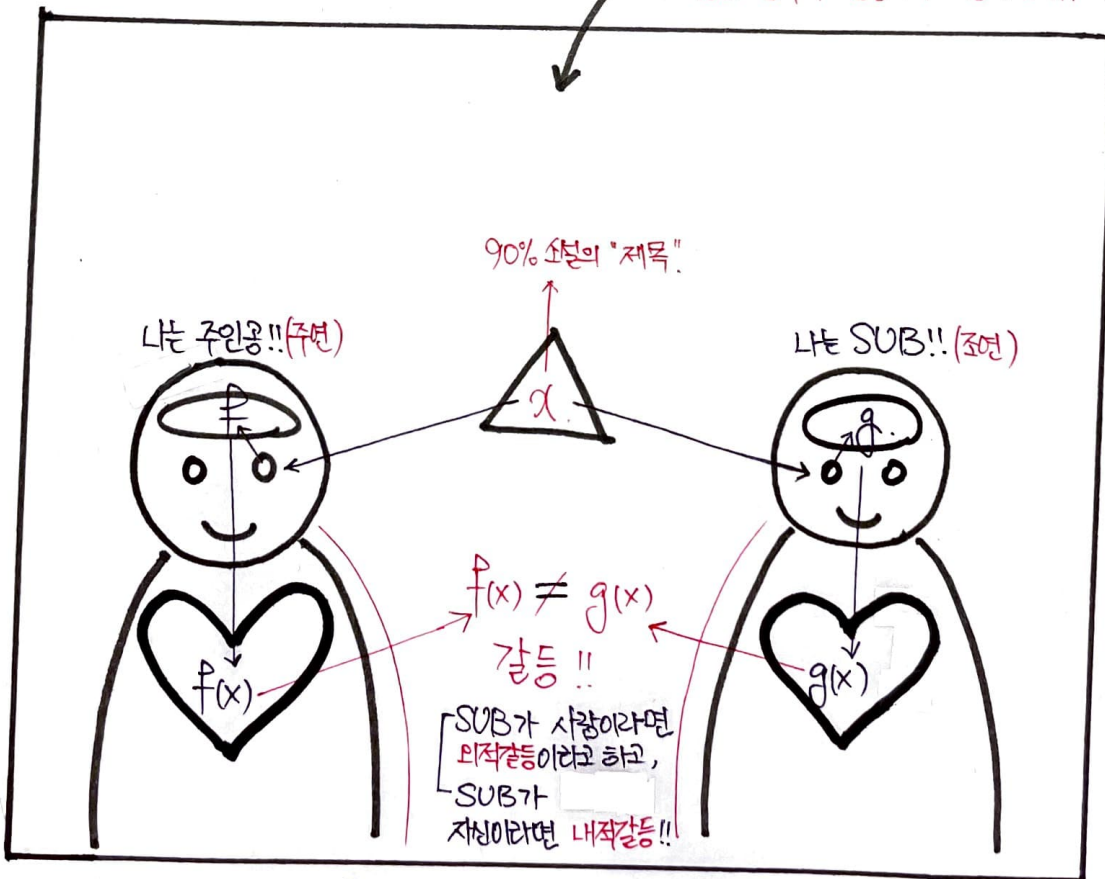 90% 소설의 "제목".
나는 주인공!!(주연)
나는 SUB!!(조연)
x
f
g
f(x) ≠ g(x)
갈등!!
f(x)
g(x)
SUB가 사람이라면
외적갈등이라고 하고,
SUB가
자신이라면 내적갈등!!